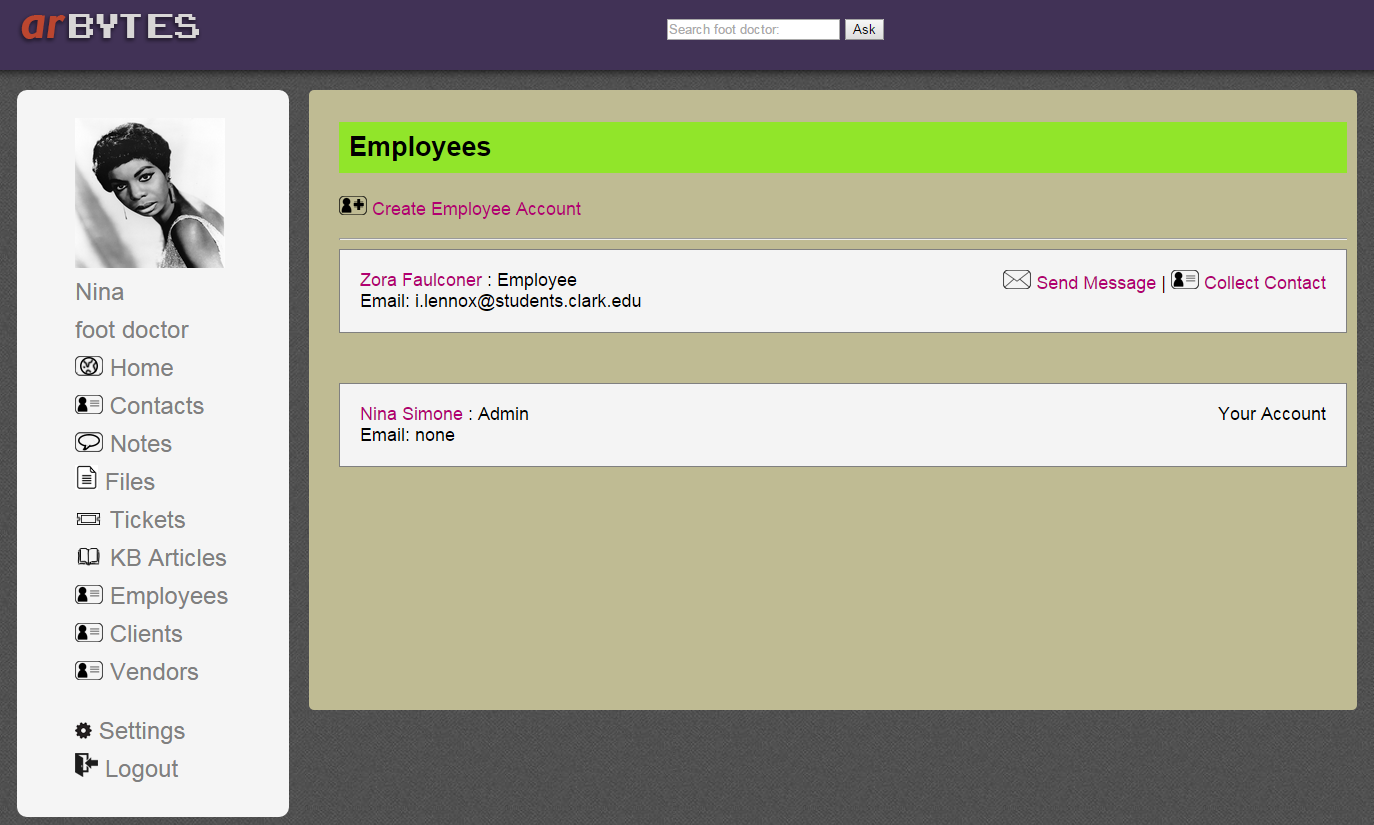 arBYTES
Search foot doctor:
Ask
Nina
foot doctor
Home
Contacts
Notes
Files
Tickets
KB Articles
Employees
Clients
Vendors
Settings
Logout
Employees
Create Employee Account
Zora Faulconer : Employee
Send Message | Collect Contact
Email: i.lennox@students.clark.edu
Nina Simone : Admin
Your Account
Email: none